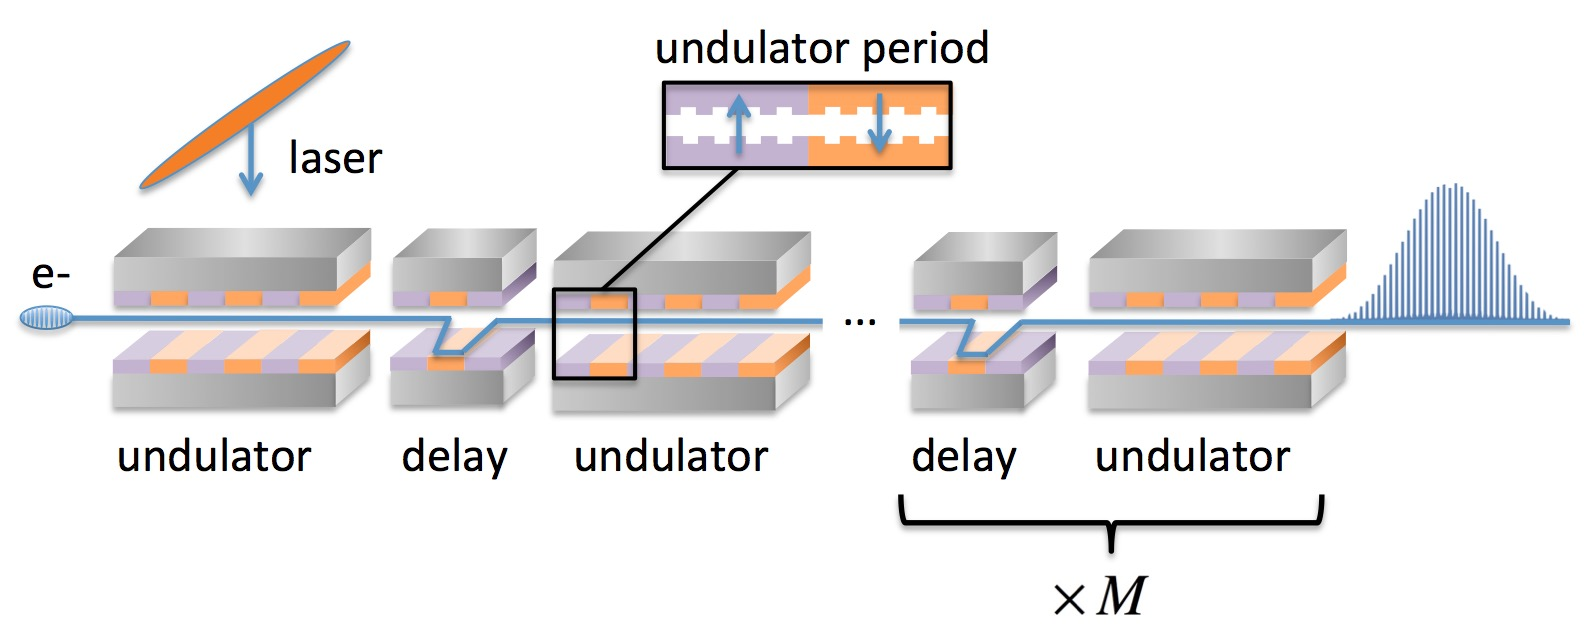 undulator period
laser
e-
...
undulator
delay
undulator
delay
undulator
×M